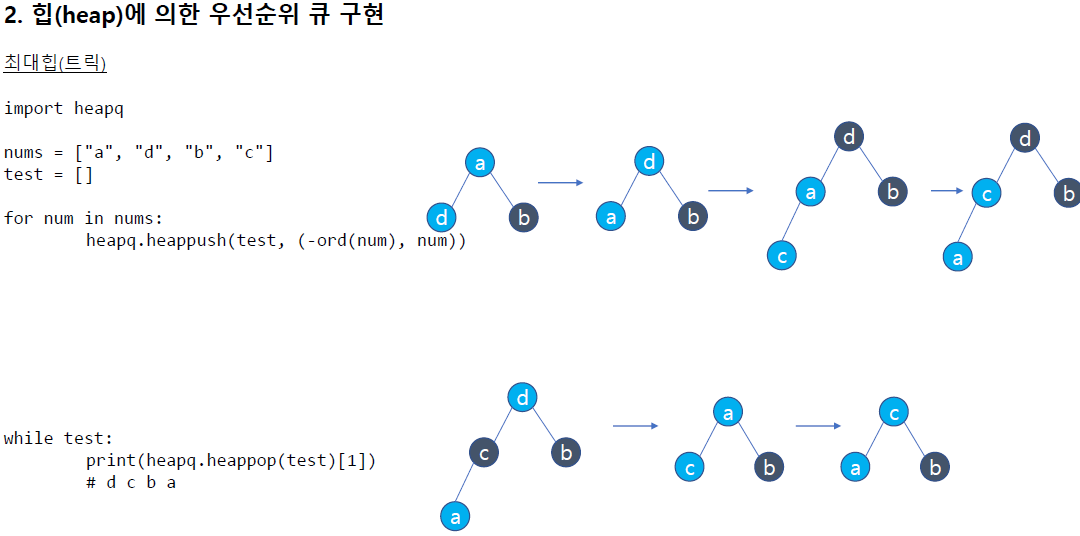 2. 힙(heap)에 의한 우선순위 큐 구현
최대힙(트릭)
import heapq
nums = ["a", "d", "b", "c"]
test = []
for num in nums:
heapq.heappush(test, (-ord(num), num))
a
d
b
d
a
b
d
a
b
c
d
c
b
a
while test:
print(heapq.heappop(test)[1])
# d c b a
d
c
b
a
a
c
b
c
a
b